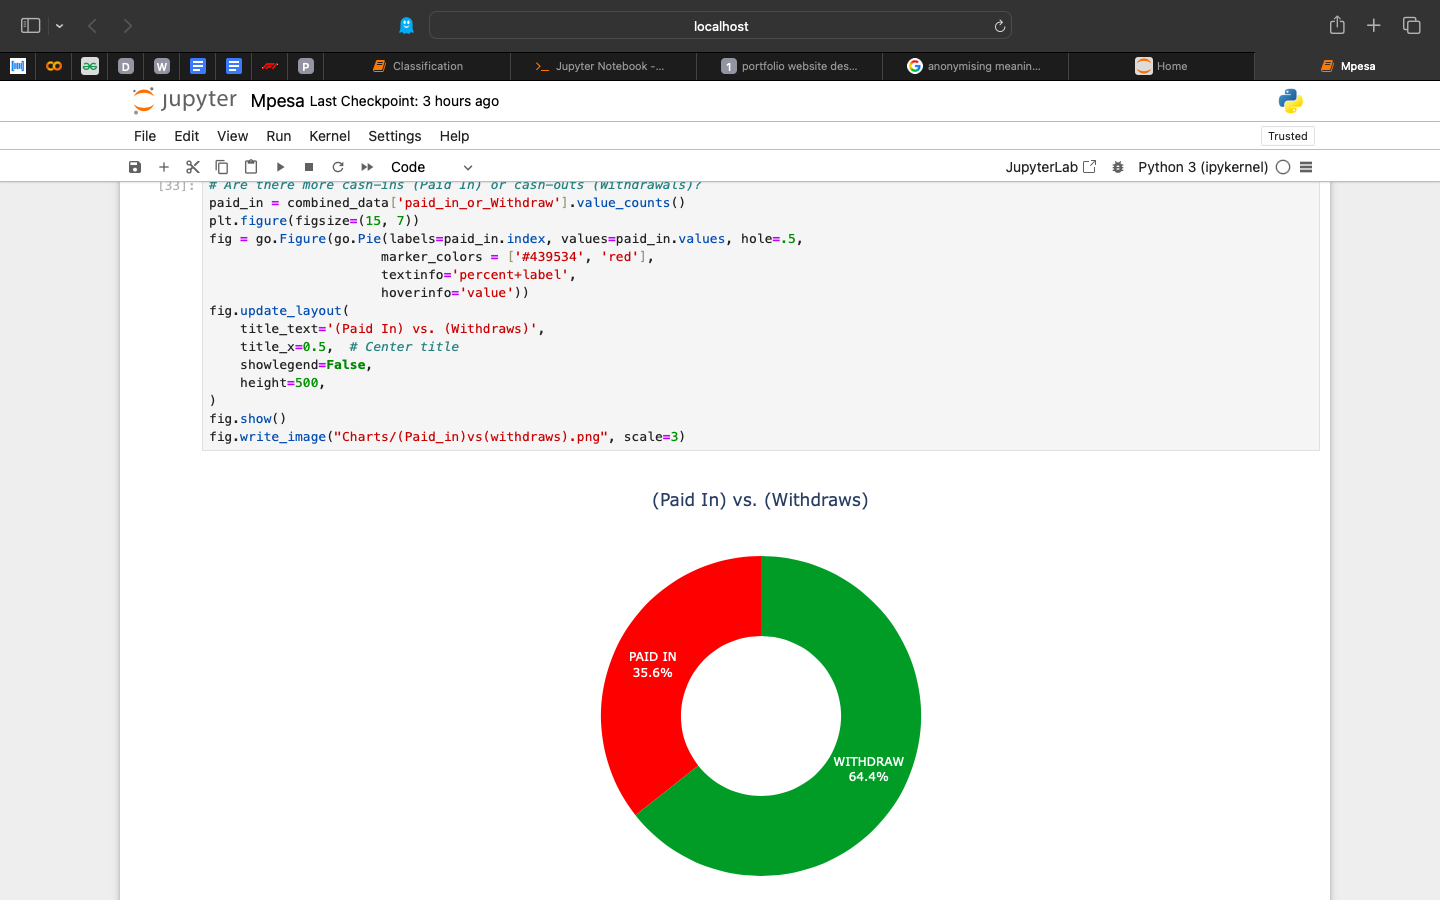 localhost
D
W
P
Classification
Jupyter Notebook -...
1 portfolio website des...
anonymising meanin...
Home
Mpesa
jupyter Mpesa Last Checkpoint: 3 hours ago
File Edit View Run Kernel Settings Help
Trusted
Code
JupyterLab
Python 3 (ipykernel)
[33]: # Are there more cash-ins (Paid In) or cash-outs (Withdrawals)?
paid_in = combined_data['paid_in_or_Withdraw'].value_counts()
plt.figure(figsize=(15, 7))
fig = go.Figure(go.Pie(labels=paid_in.index, values=paid_in.values, hole=.5,
marker_colors = ['#439534', 'red'],
textinfo='percent+label',
hoverinfo='value'))
fig.update_layout(
title_text='(Paid In) vs. (Withdraws)',
title_x=0.5, # Center title
showlegend=False,
height=500,
)
fig.show()
fig.write_image("Charts/(Paid_in)vs(withdraws).png", scale=3)
(Paid In) vs. (Withdraws)
PAID IN
35.6%
WITHDRAW
64.4%